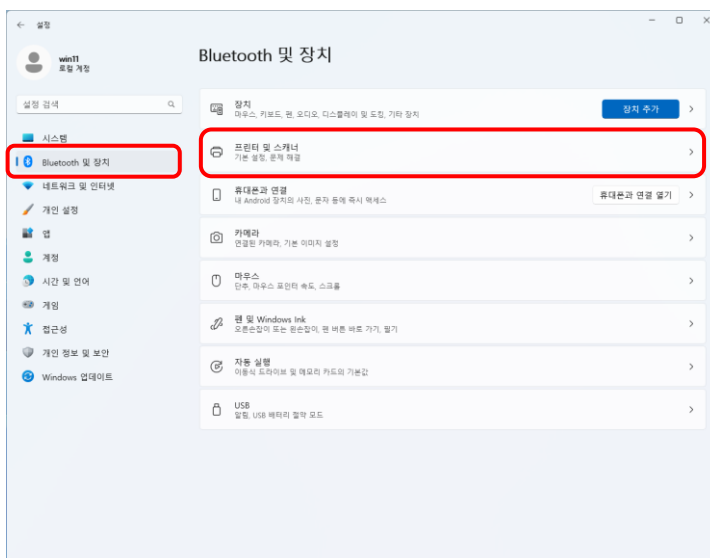 설정
win11
로컬 계정
설정 검색
시스템
Bluetooth 및 장치
네트워크 및 인터넷
개인 설정
앱
계정
시간 및 언어
게임
접근성
개인 정보 및 보안
Windows 업데이트
Bluetooth 및 장치
장치
마우스, 키보드, 펜, 오디오, 디스플레이 및 도킹, 기타 장치
장치 추가
프린터 및 스캐너
기본 설정, 문제 해결
휴대폰과 연결
내 Android 장치의 사진, 문자 등에 즉시 액세스
휴대폰과 연결 열기
카메라
연결된 카메라, 기본 이미지 설정
마우스
단추, 마우스 포인터 속도, 스크롤
펜 및 Windows Ink
오른손잡이 또는 왼손잡이, 펜 버튼 바로 가기, 필기
자동 실행
이동식 드라이브 및 메모리 카드의 기본값
USB
알림, USB 배터리 절약 모드